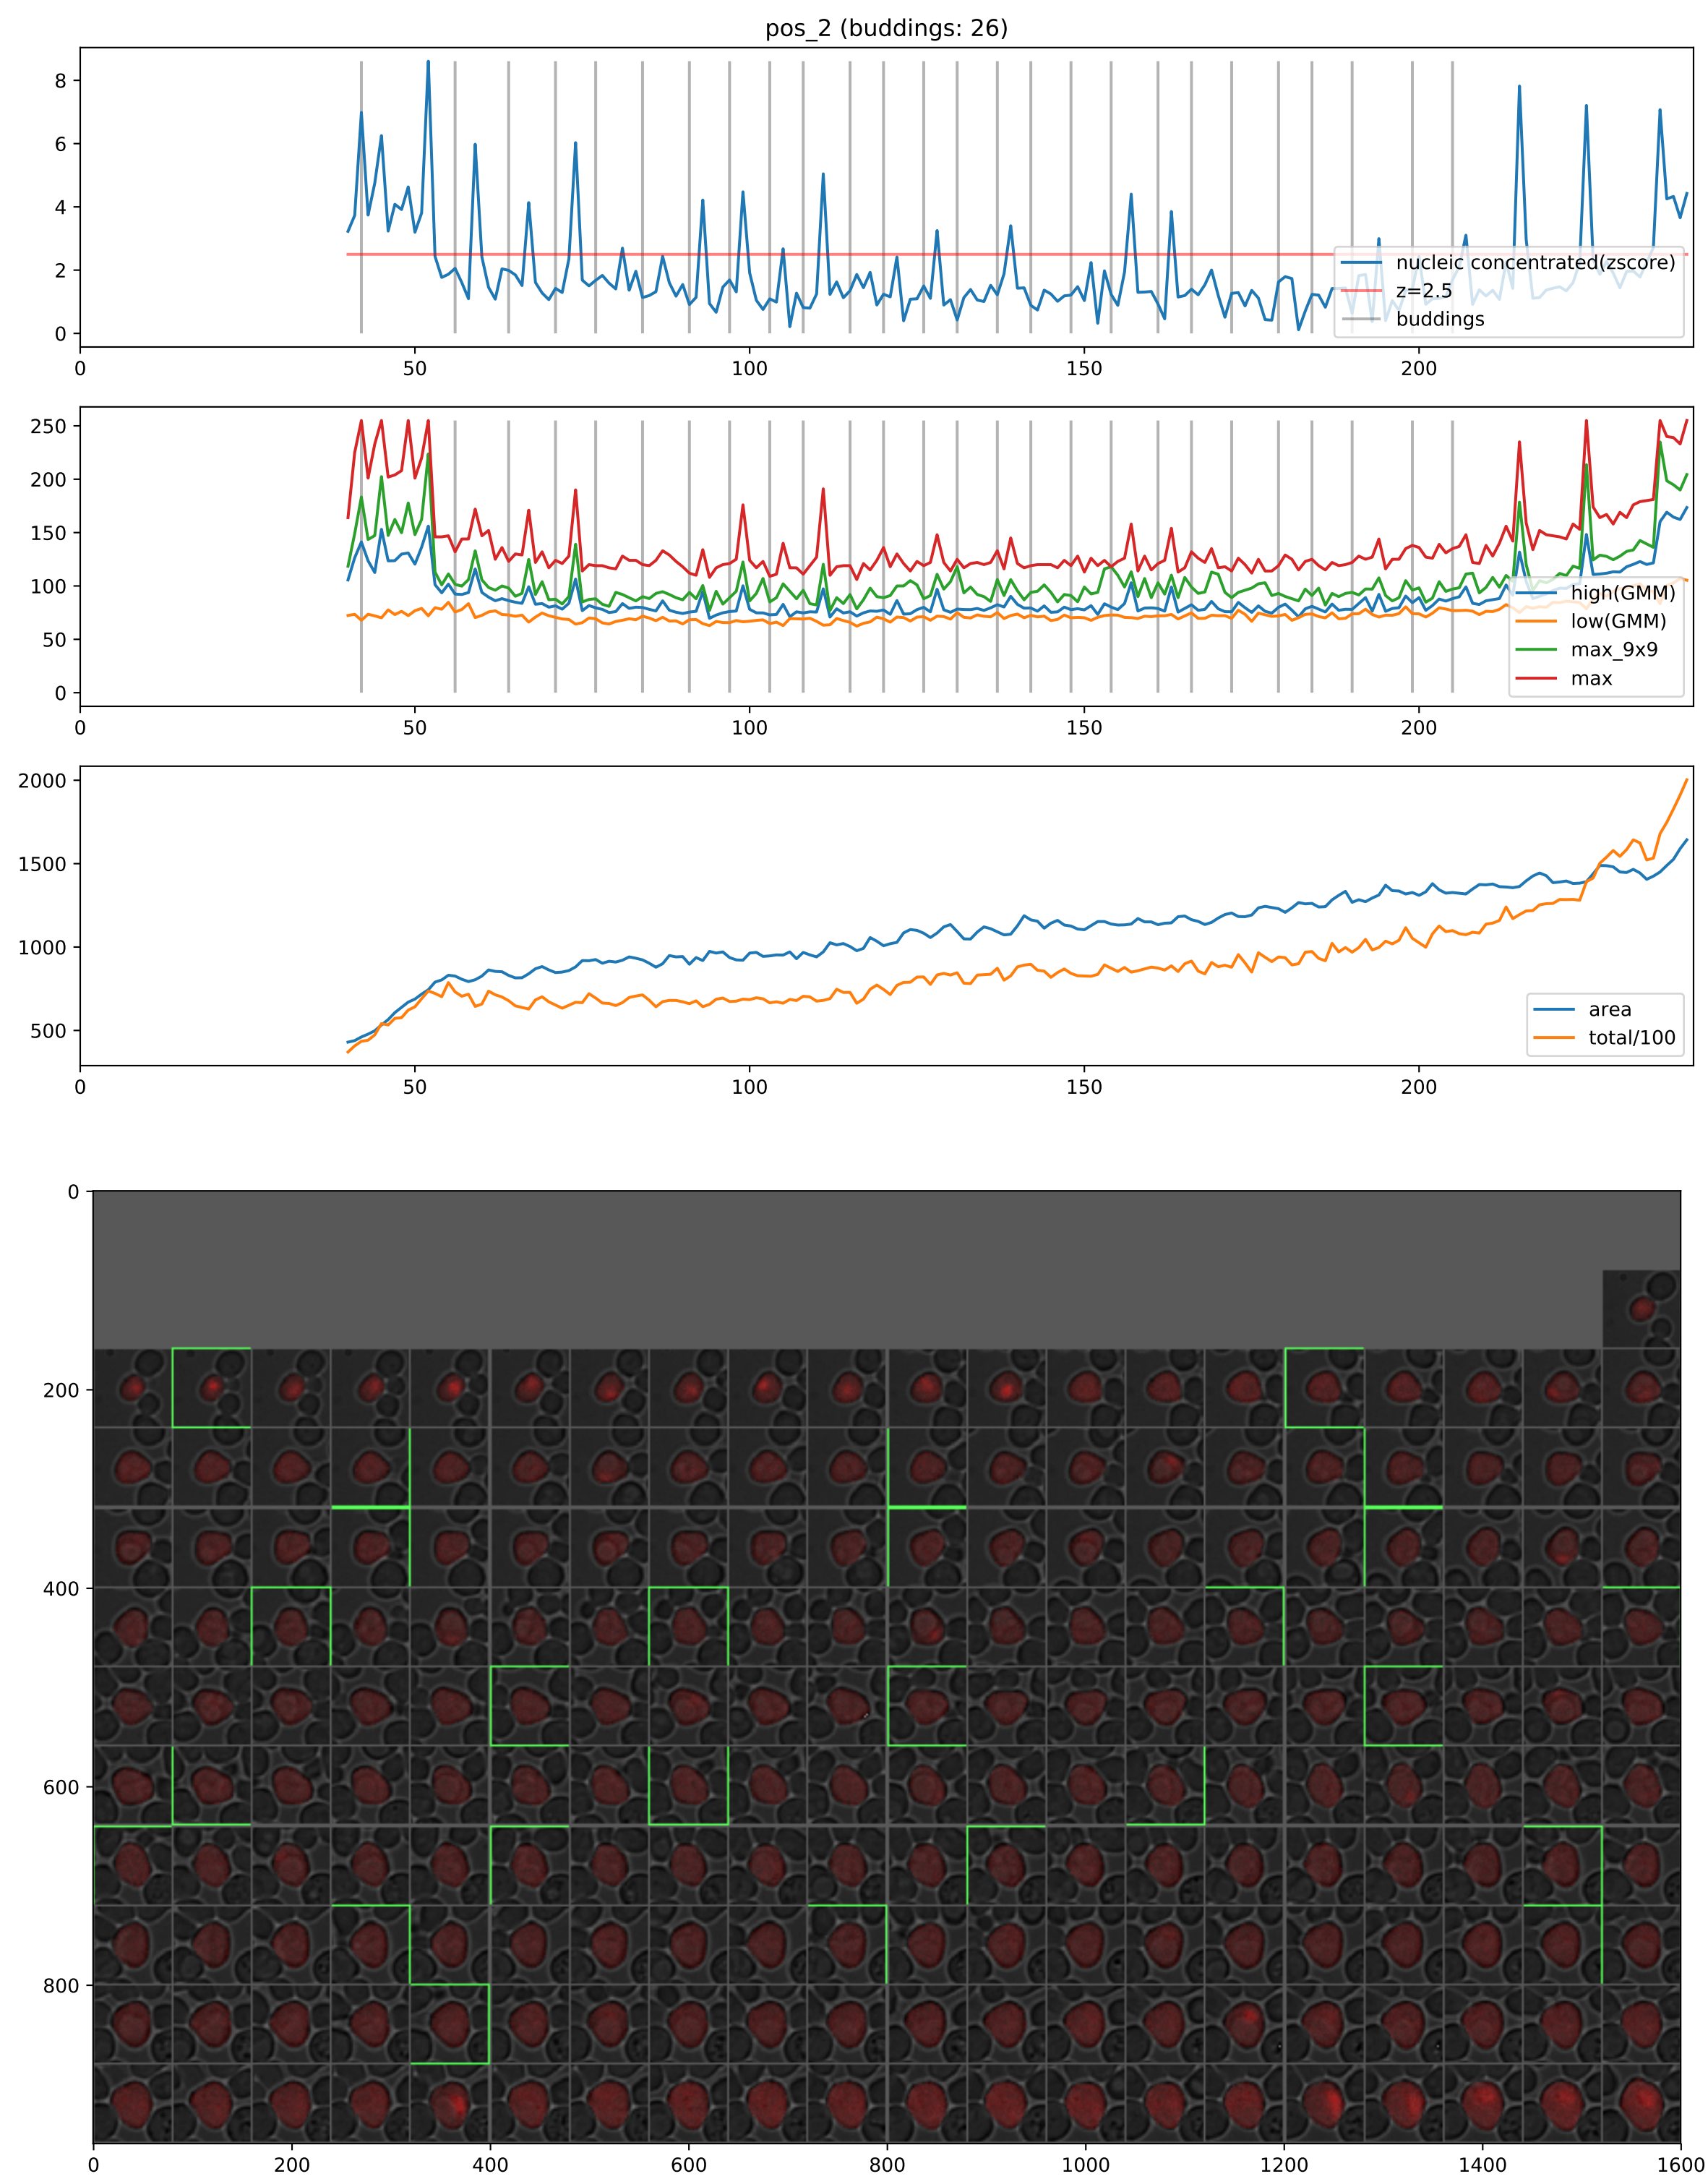 pos_2 (buddings: 26)
8
6
4
2
0
nucleic concentrated(zscore)
z=2.5
buddings
0 50 100 150 200
250
200
150
100
50
0
high(GMM)
low(GMM)
max_9x9
max
0 50 100 150 200
2000
1500
1000
500
area
total/100
0 50 100 150 200
0
200
400
600
800
0 200 400 600 800 1000 1200 1400 1600